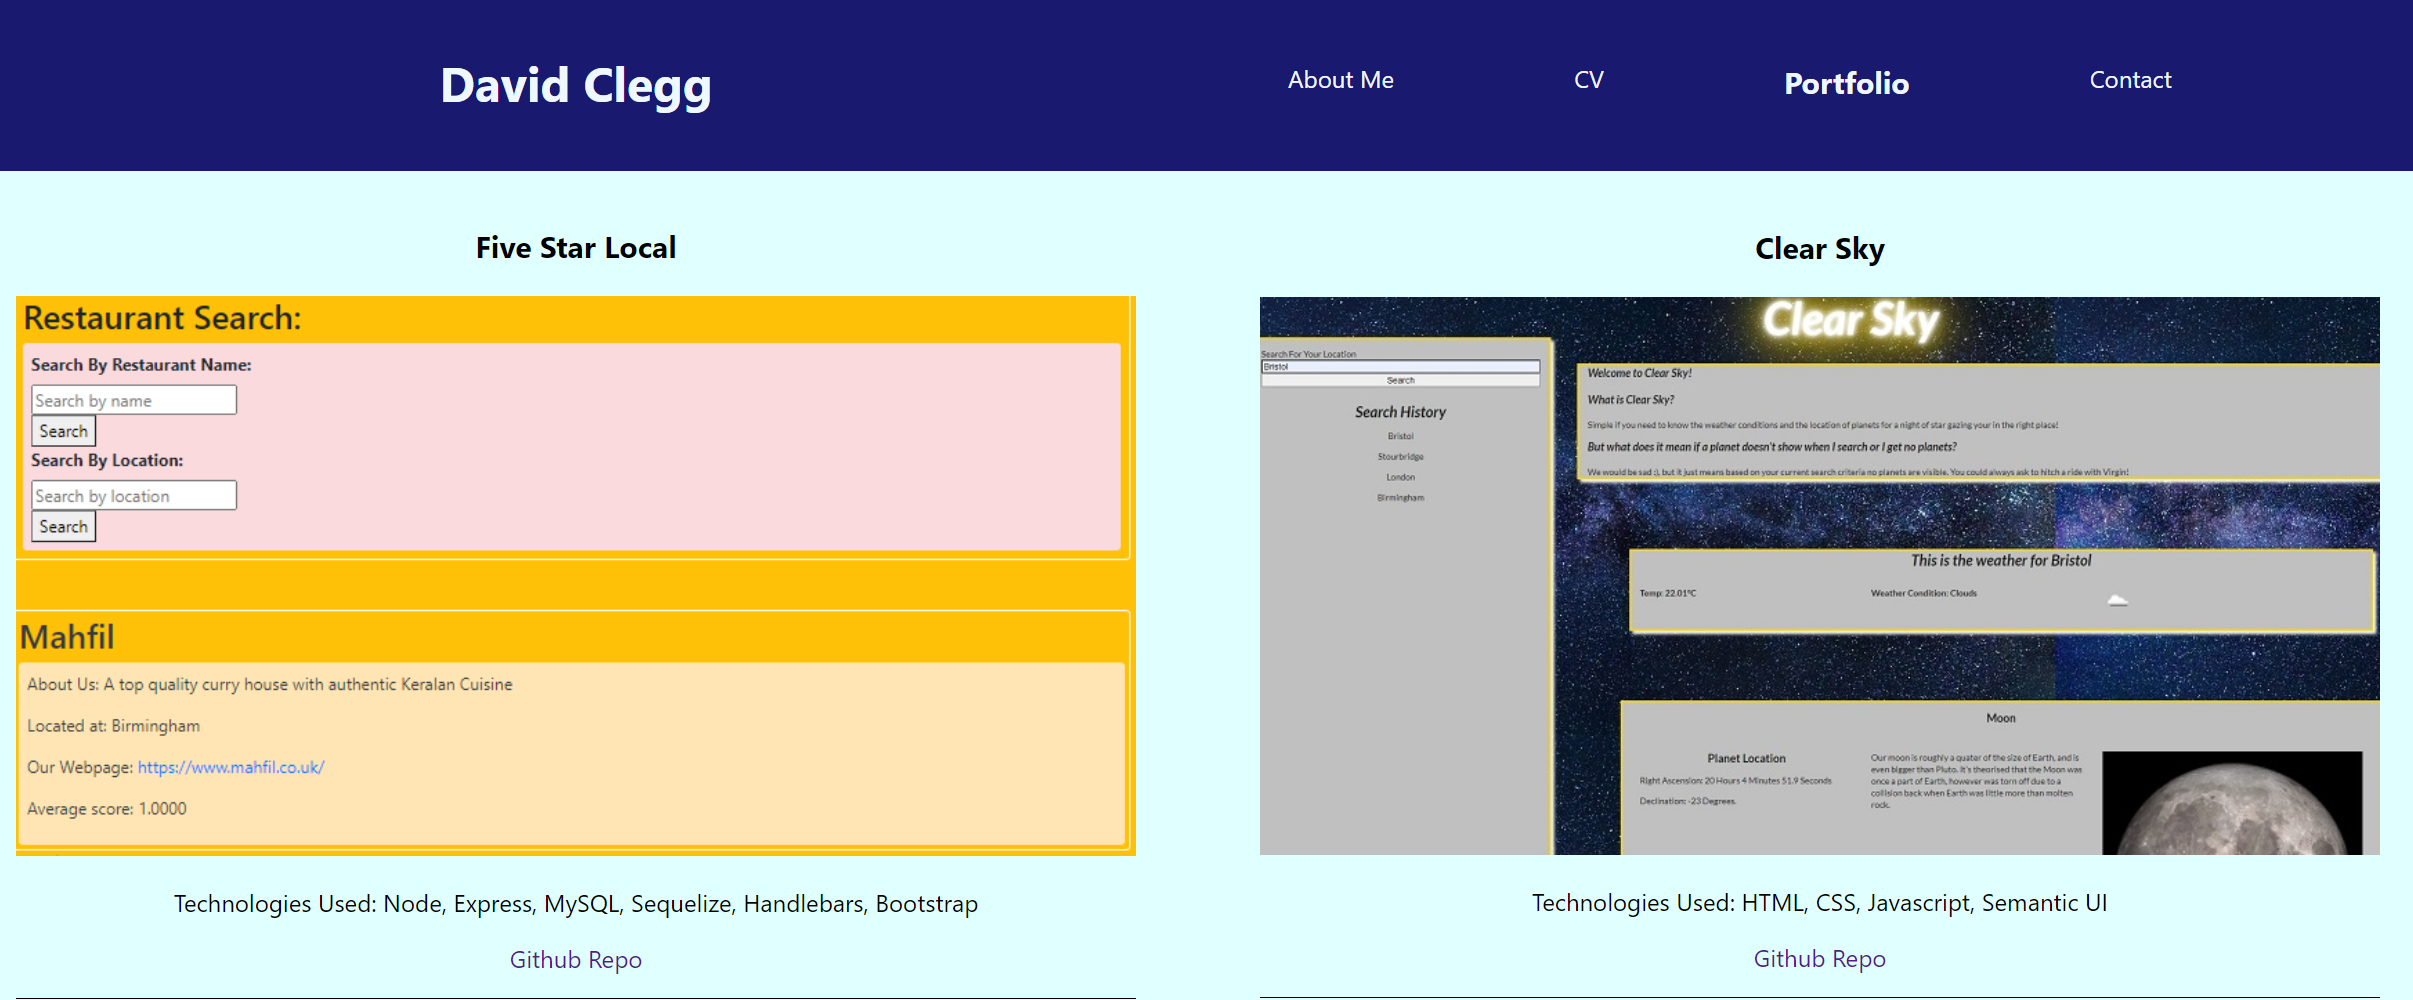 David Clegg
About Me
CV
Portfolio
Contact
Five Star Local
Restaurant Search:
Search By Restaurant Name:
Search by name
Search
Search By Location:
Search by location
Search
Mahfil
About Us: A top quality curry house with authentic Keralan Cuisine
Located at: Birmingham
Our Webpage: https://www.mahfil.co.uk/
Average score: 1.0000
Technologies Used: Node, Express, MySQL, Sequelize, Handlebars, Bootstrap
Github Repo
Clear Sky
Clear Sky
Search For Your Location
Bristol
Search
Search History
Bristol
Stourbridge
London
Birmingham
Welcome to Clear Sky!
What is Clear Sky?
Simple if you need to know the weather conditions and the location of planets for a night of star gazing your in the right place!
But what does it mean if a planet doesn't show when I search or I get no planets?
We would be sad :), but it just means based on your current search criteria no planets are visible. You could always ask to hitch a ride with Virgin!
This is the weather for Bristol
Temp: 22.01°C
Weather Condition: Clouds
Moon
Planet Location
Right Ascension: 20 Hours 4 Minutes 51.9 Seconds
Declination: -23 Degrees.
Our moon is roughly a quater of the size of Earth, and is
even bigger than Pluto. It's theorised that the Moon was
once a part of Earth, however was torn off due to a
collision back when Earth was little more than molten
rock.
Technologies Used: HTML, CSS, Javascript, Semantic UI
Github Repo